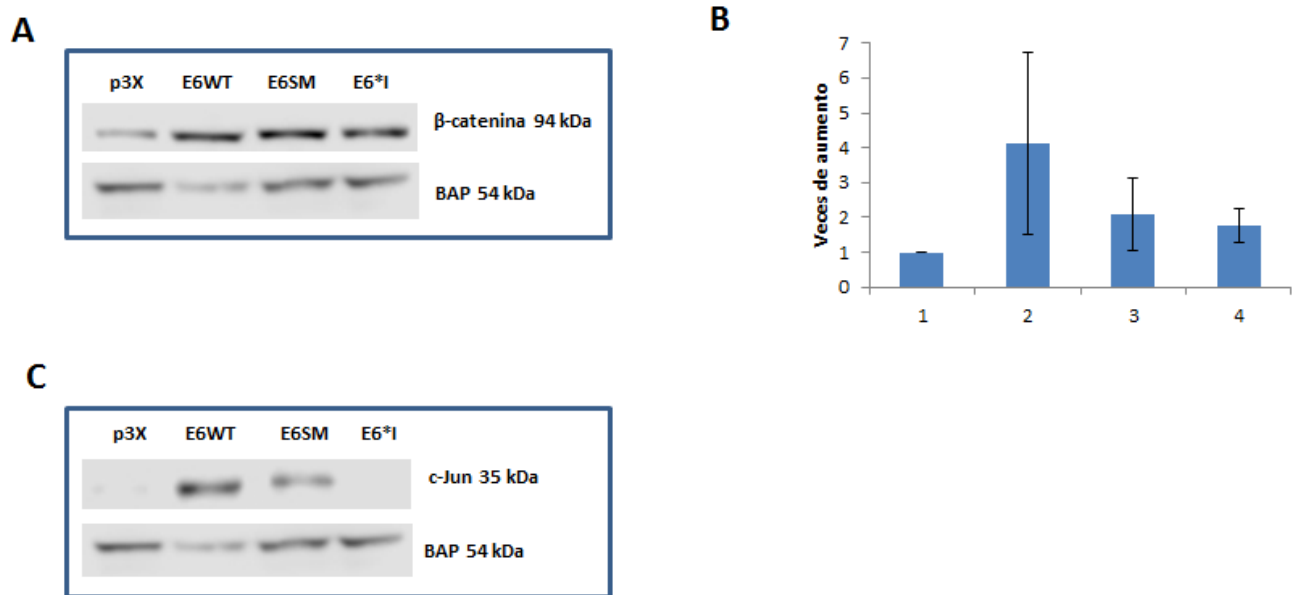 A
p3X E6WT E6SM E6*I
β-catenina 94 kDa
BAP 54 kDa
B
Veces de aumento
7
6
5
4
3
2
1
0
1 2 3 4
C
p3X E6WT E6SM E6*I
c-Jun 35 kDa
BAP 54 kDa